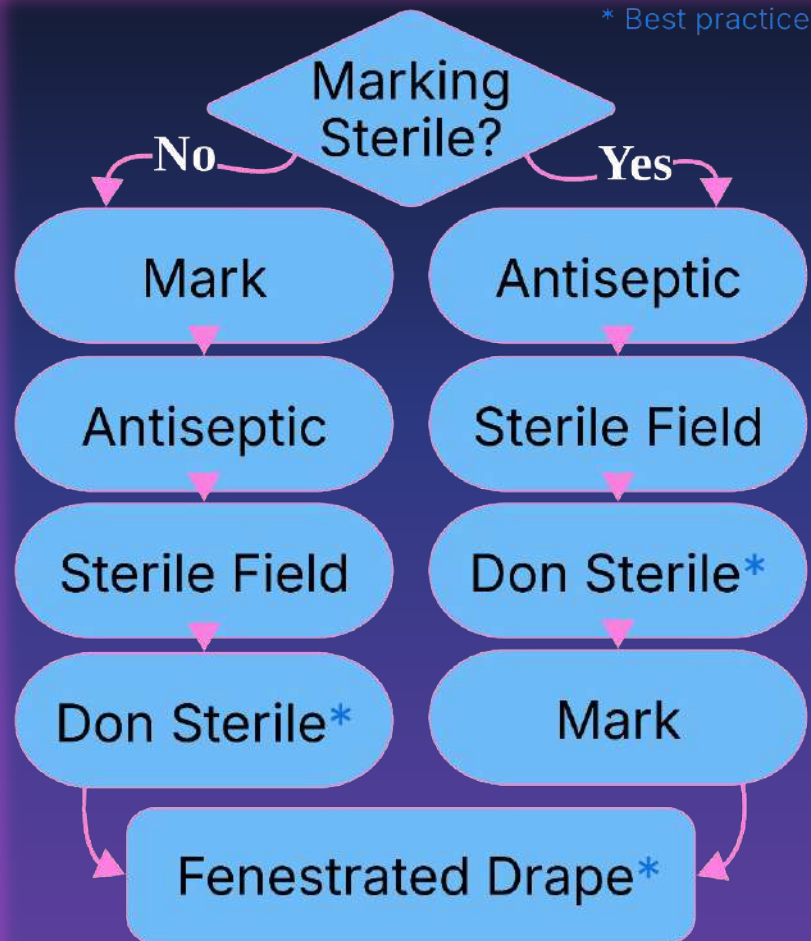 * Best practice
Marking
Sterile?
No
Yes
Mark
Antiseptic
Antiseptic
Sterile Field
Sterile Field
Don Sterile*
Don Sterile*
Mark
Fenestrated Drape*